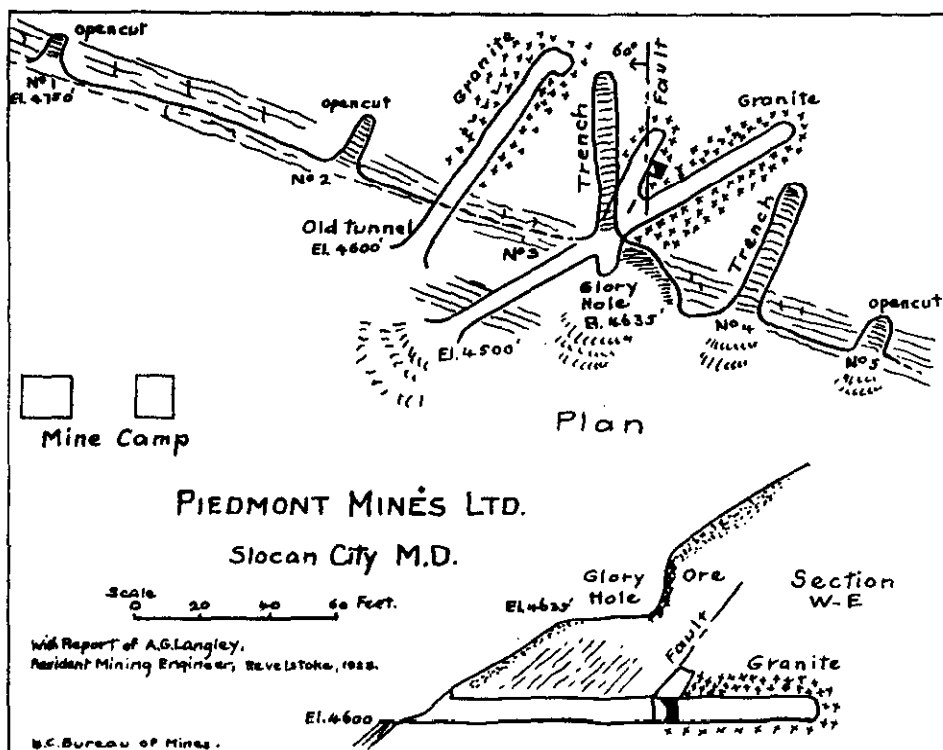 opencut
Nº 1
El. 4750'
opencut
Nº 2
Granite
Old Tunnel
El. 4600'
Nº 3
Trench
60°
Fault
Granite
Glory
Hole
El. 4635'
El. 4500'
Trench
Nº 4
opencut
Nº 5
Mine Camp
Plan
PIEDMONT MINES LTD.
Slocan City M.D.
Scale
0 20 40 60 Feet.
With Report of A.G. Langley,
Resident Mining Engineer, Revelstoke, 1928.
B.C. Bureau of Mines.
Glory
Hole
Ore
El. 4635'
Section
W-E
Fault
Granite
El. 4600